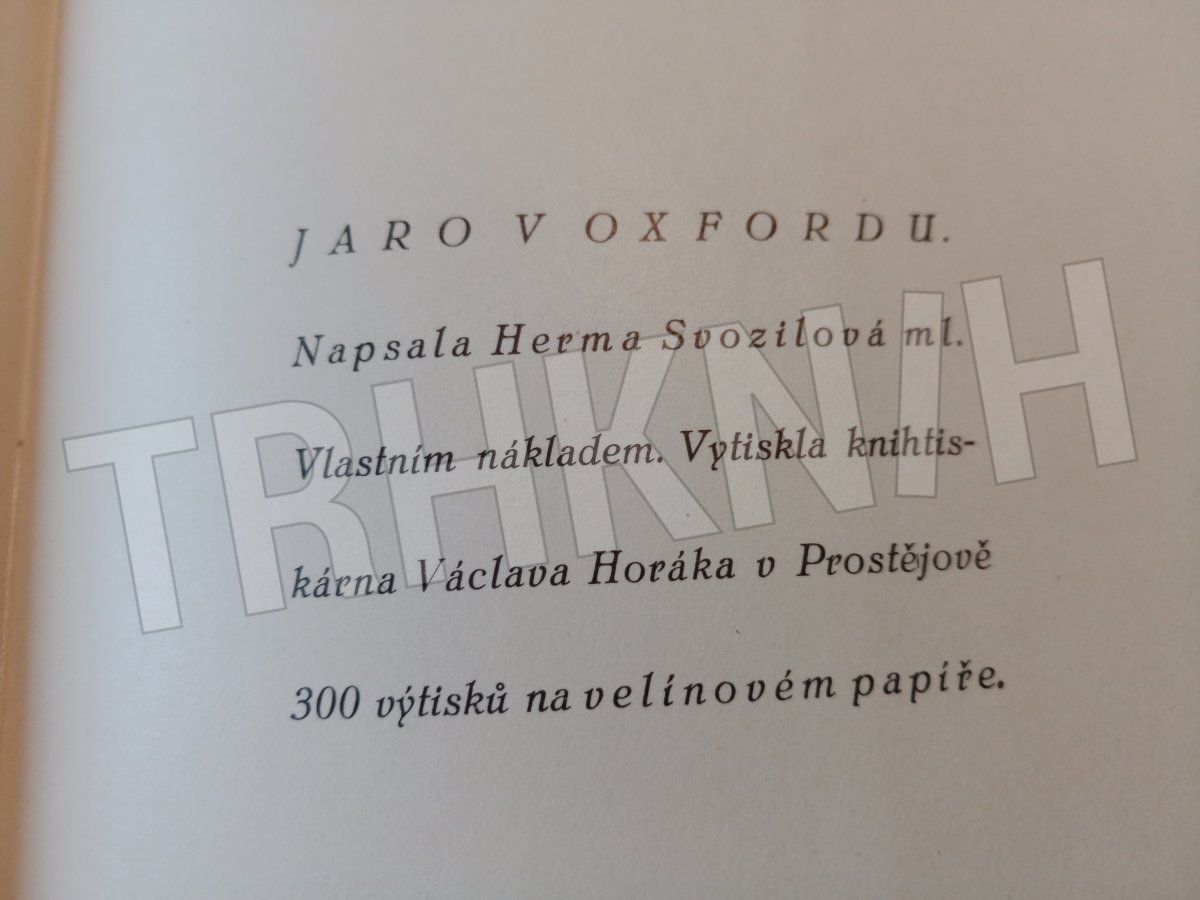 JARO V OXFORDU.
Napsala Herma Svozilová ml.
Vlastním nákladem. Vytiskla knihtis-
kárna Václava Horáka v Prostějově
300 výtisků na velínovém papíře.
TRHKNIH